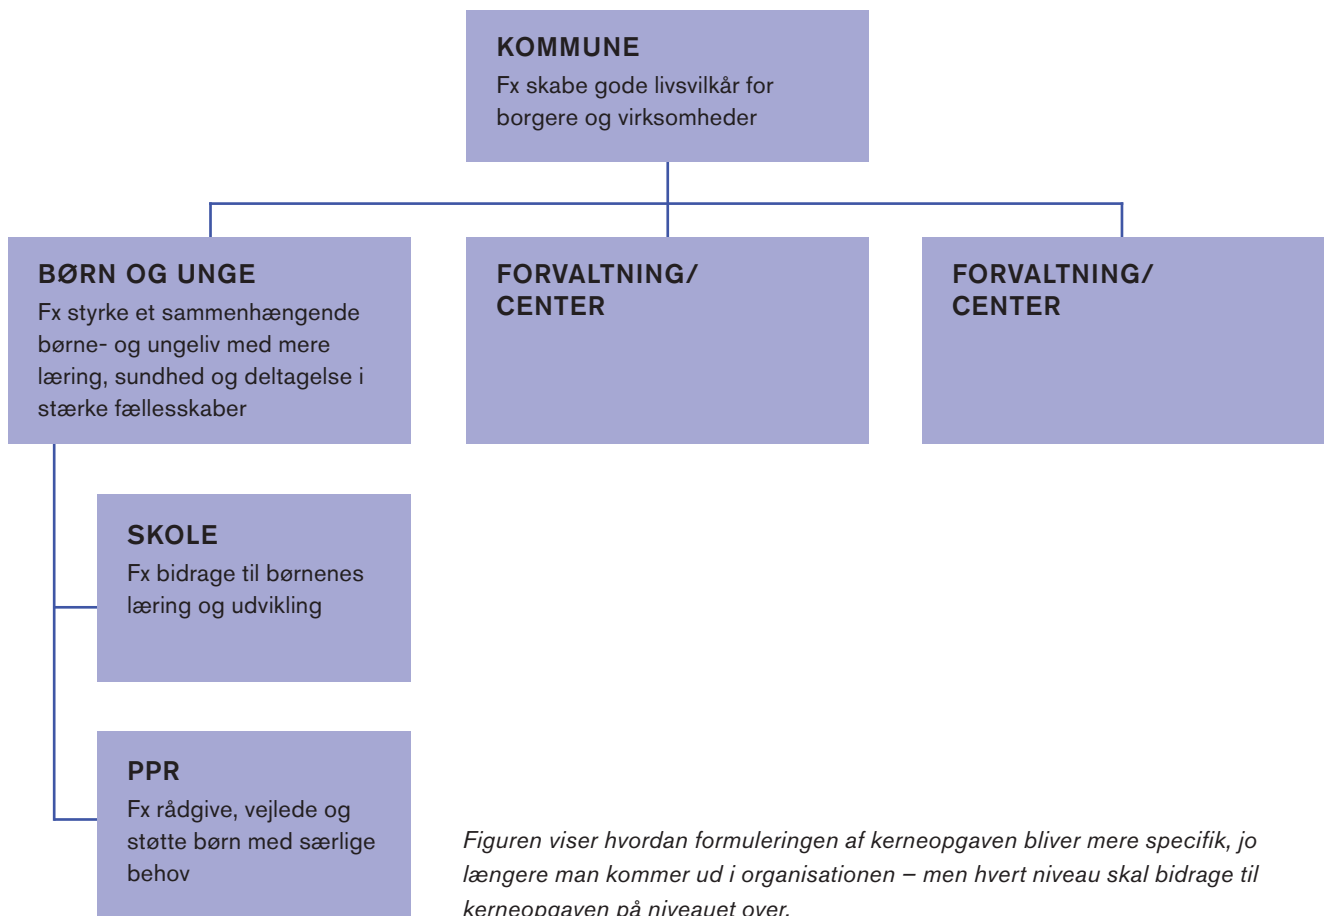 KOMMUNE
Fx skabe gode livsvilkår for
borgere og virksomheder
BØRN OG UNGE
Fx styrke et sammenhængende
børne- og ungeliv med mere
læring, sundhed og deltagelse i
stærke fællesskaber
FORVALTNING/
CENTER
FORVALTNING/
CENTER
SKOLE
Fx bidrage til børnenes
læring og udvikling
PPR
Fx rådgive, vejlede og
støtte børn med særlige
behov
Figuren viser hvordan formuleringen af kerneopgaven bliver mere specifik, jo
længere man kommer ud i organisationen – men hvert niveau skal bidrage til
kerneopgaven på niveauet over.